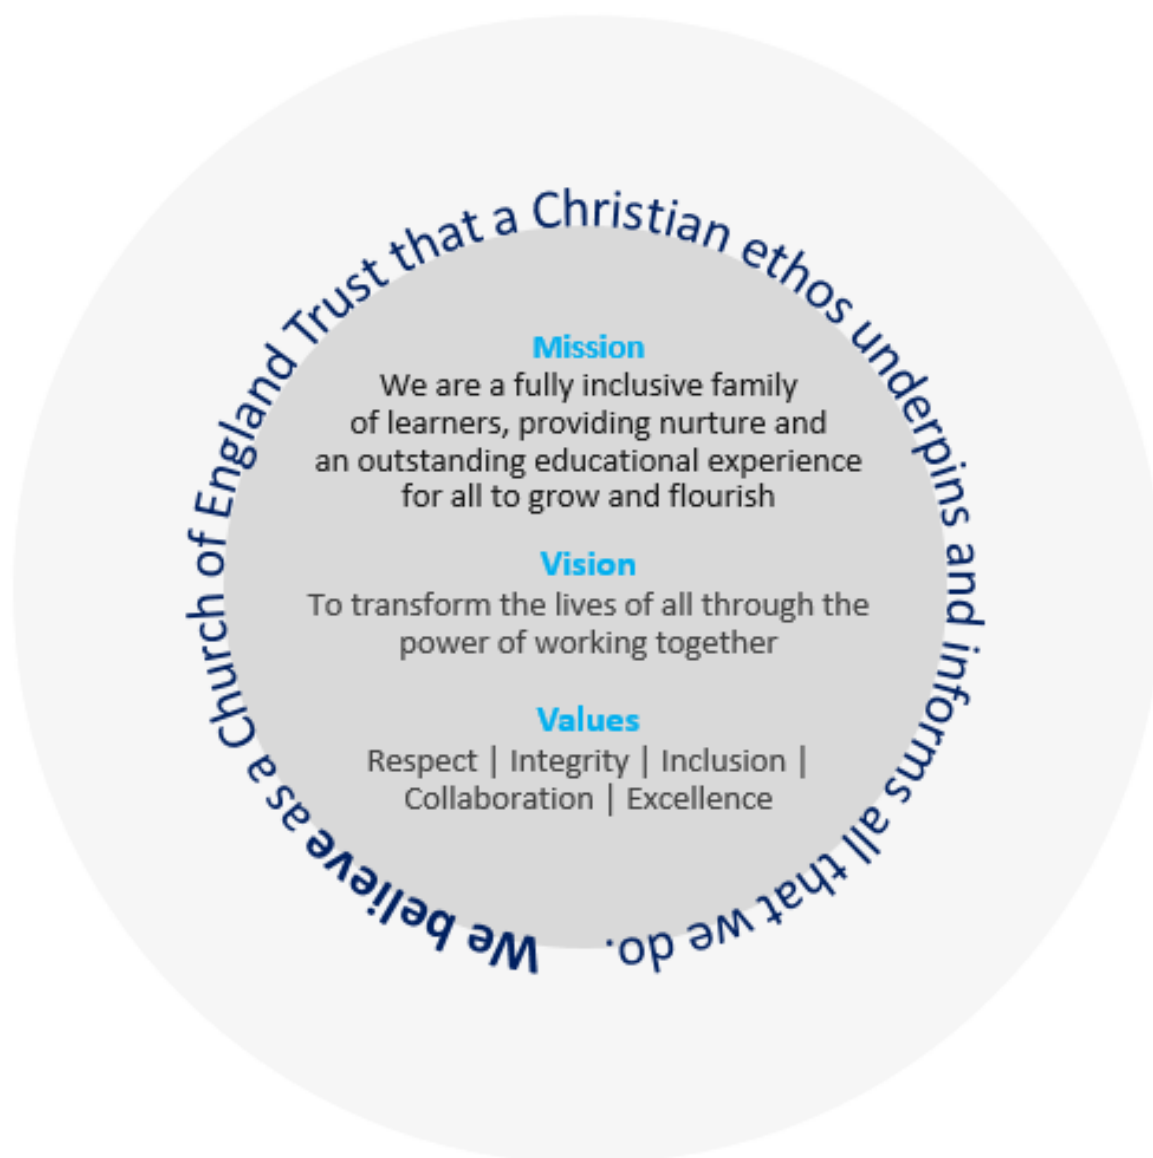 We believe as a Church of England Trust that a Christian ethos underpins and informs all that we do.
Mission
We are a fully inclusive family
of learners, providing nurture and
an outstanding educational experience
for all to grow and flourish
Vision
To transform the lives of all through the
power of working together
Values
Respect | Integrity | Inclusion |
Collaboration | Excellence